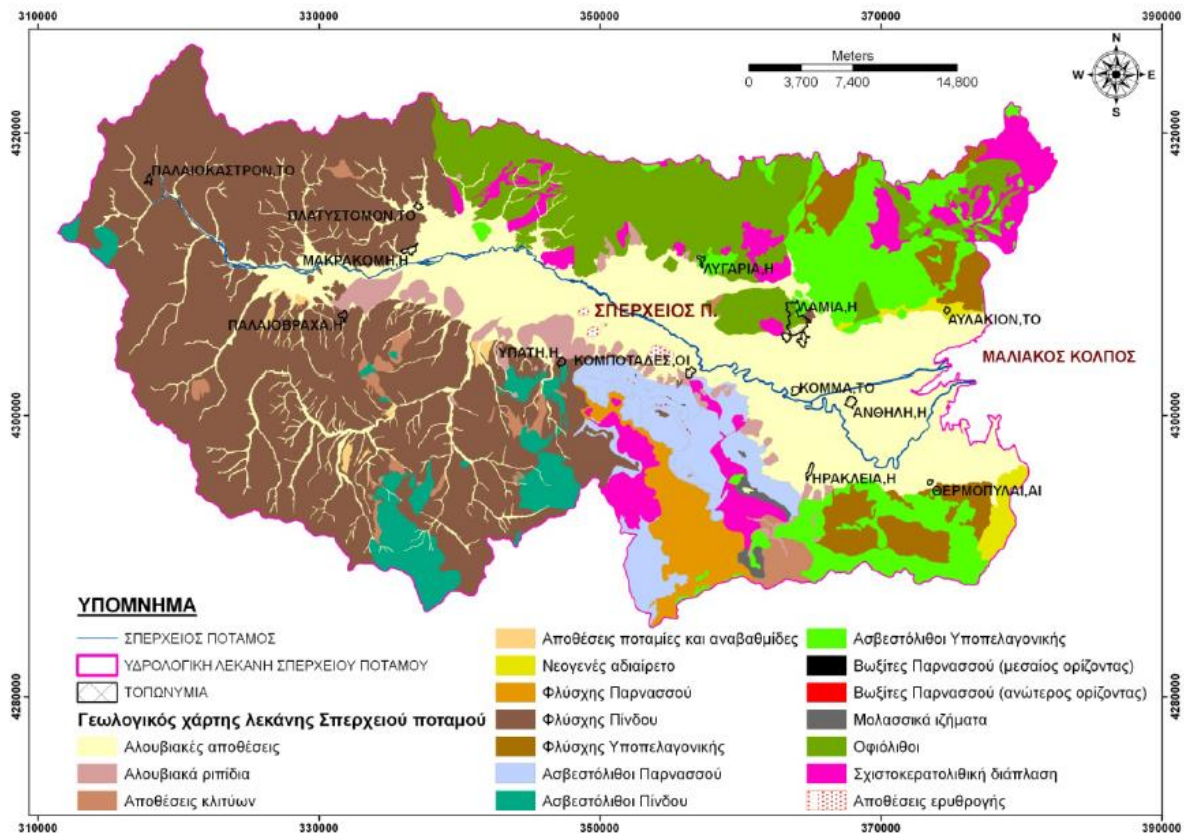 310000 330000 350000 370000 390000
Meters
0 3,700 7,400 14,800
N
W E
S
4320000 4320000
ΠΑΛΑΙΟΚΑΣΤΡΟΝ,ΤΟ
ΠΛΑΤΥΣΤΟΜΟΝ,ΤΟ
ΜΑΚΡΑΚΟΜΗ,Η
ΛΥΓΑΡΙΑ,Η
ΣΠΕΡΧΕΙΟΣ Π.
ΛΑΜΙΑ,Η
ΠΑΛΑΙΟΒΡΑΧΑ,Η
ΑΥΛΑΚΙΟΝ,ΤΟ
ΥΠΑΤΗ,Η
ΚΟΜΠΟΤΑΔΕΣ,ΟΙ
ΜΑΛΙΑΚΟΣ ΚΟΛΠΟΣ
ΚΟΜΜΑ,ΤΟ
4300000 4300000
ΑΝΘΗΛΗ,Η
ΗΡΑΚΛΕΙΑ,Η
ΘΕΡΜΟΠΥΛΑΙ,ΑΙ
4280000 4280000
ΥΠΟΜΝΗΜΑ
ΣΠΕΡΧΕΙΟΣ ΠΟΤΑΜΟΣ
ΥΔΡΟΛΟΓΙΚΗ ΛΕΚΑΝΗ ΣΠΕΡΧΕΙΟΥ ΠΟΤΑΜΟΥ
ΤΟΠΩΝΥΜΙΑ
Γεωλογικός χάρτης λεκάνης Σπερχειού ποταμού
Αλουβιακές αποθέσεις
Αλουβιακά ριπίδια
Αποθέσεις κλιτύων
Αποθέσεις ποταμίες και αναβαθμίδες
Νεογενές αδιαίρετο
Φλύσχης Παρνασσού
Φλύσχης Πίνδου
Φλύσχης Υποπελαγονικής
Ασβεστόλιθοι Παρνασσού
Ασβεστόλιθοι Πίνδου
Ασβεστόλιθοι Υποπελαγονικής
Βωξίτες Παρνασσού (μεσαίος ορίζοντας)
Βωξίτες Παρνασσού (ανώτερος ορίζοντας)
Μολασσικά ιζήματα
Οφιόλιθοι
Σχιστοκερατολιθική διάπλαση
Αποθέσεις ερυθρογής
310000 330000 350000 370000 390000